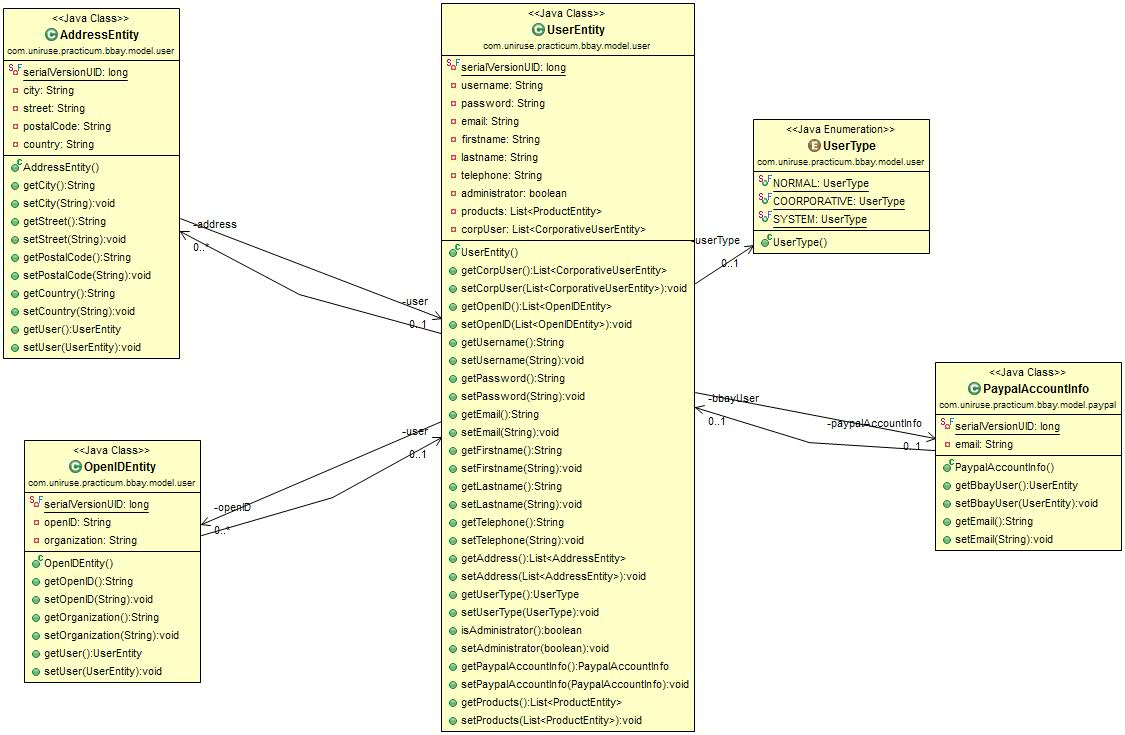 <<Java Class>>
AddressEntity
com.uniruse.practicum.bbay.model.user
serialVersionUID: long
city: String
street: String
postalCode: String
country: String
AddressEntity()
getCity():String
setCity(String):void
getStreet():String
setStreet(String):void
getPostalCode():String
setPostalCode(String):void
getCountry():String
setCountry(String):void
getUser():UserEntity
setUser(UserEntity):void
-address
0..*
-user
0..1
<<Java Class>>
OpenIDEntity
com.uniruse.practicum.bbay.model.user
serialVersionUID: long
openID: String
organization: String
OpenIDEntity()
getOpenID():String
setOpenID(String):void
getOrganization():String
setOrganization(String):void
getUser():UserEntity
setUser(UserEntity):void
-user
0..1
-openID
0..*
<<Java Class>>
UserEntity
com.uniruse.practicum.bbay.model.user
serialVersionUID: long
username: String
password: String
email: String
firstname: String
lastname: String
telephone: String
administrator: boolean
products: List<ProductEntity>
corpUser: List<CorporativeUserEntity>
UserEntity()
getCorpUser():List<CorporativeUserEntity>
setCorpUser(List<CorporativeUserEntity>):void
getOpenID():List<OpenIDEntity>
setOpenID(List<OpenIDEntity>):void
getUsername():String
setUsername(String):void
getPassword():String
setPassword(String):void
getEmail():String
setEmail(String):void
getFirstname():String
setFirstname(String):void
getLastname():String
setLastname(String):void
getTelephone():String
setTelephone(String):void
getAddress():List<AddressEntity>
setAddress(List<AddressEntity>):void
getUserType():UserType
setUserType(UserType):void
isAdministrator():boolean
setAdministrator(boolean):void
getPaypalAccountInfo():PaypalAccountInfo
setPaypalAccountInfo(PaypalAccountInfo):void
getProducts():List<ProductEntity>
setProducts(List<ProductEntity>):void
<<Java Enumeration>>
UserType
com.uniruse.practicum.bbay.model.user
NORMAL: UserType
COORPORATIVE: UserType
SYSTEM: UserType
UserType()
-userType
0..1
-bbayUser
0..1
-paypalAccountInfo
0..1
<<Java Class>>
PaypalAccountInfo
com.uniruse.practicum.bbay.model.paypal
serialVersionUID: long
email: String
PaypalAccountInfo()
getBbayUser():UserEntity
setBbayUser(UserEntity):void
getEmail():String
setEmail(String):void